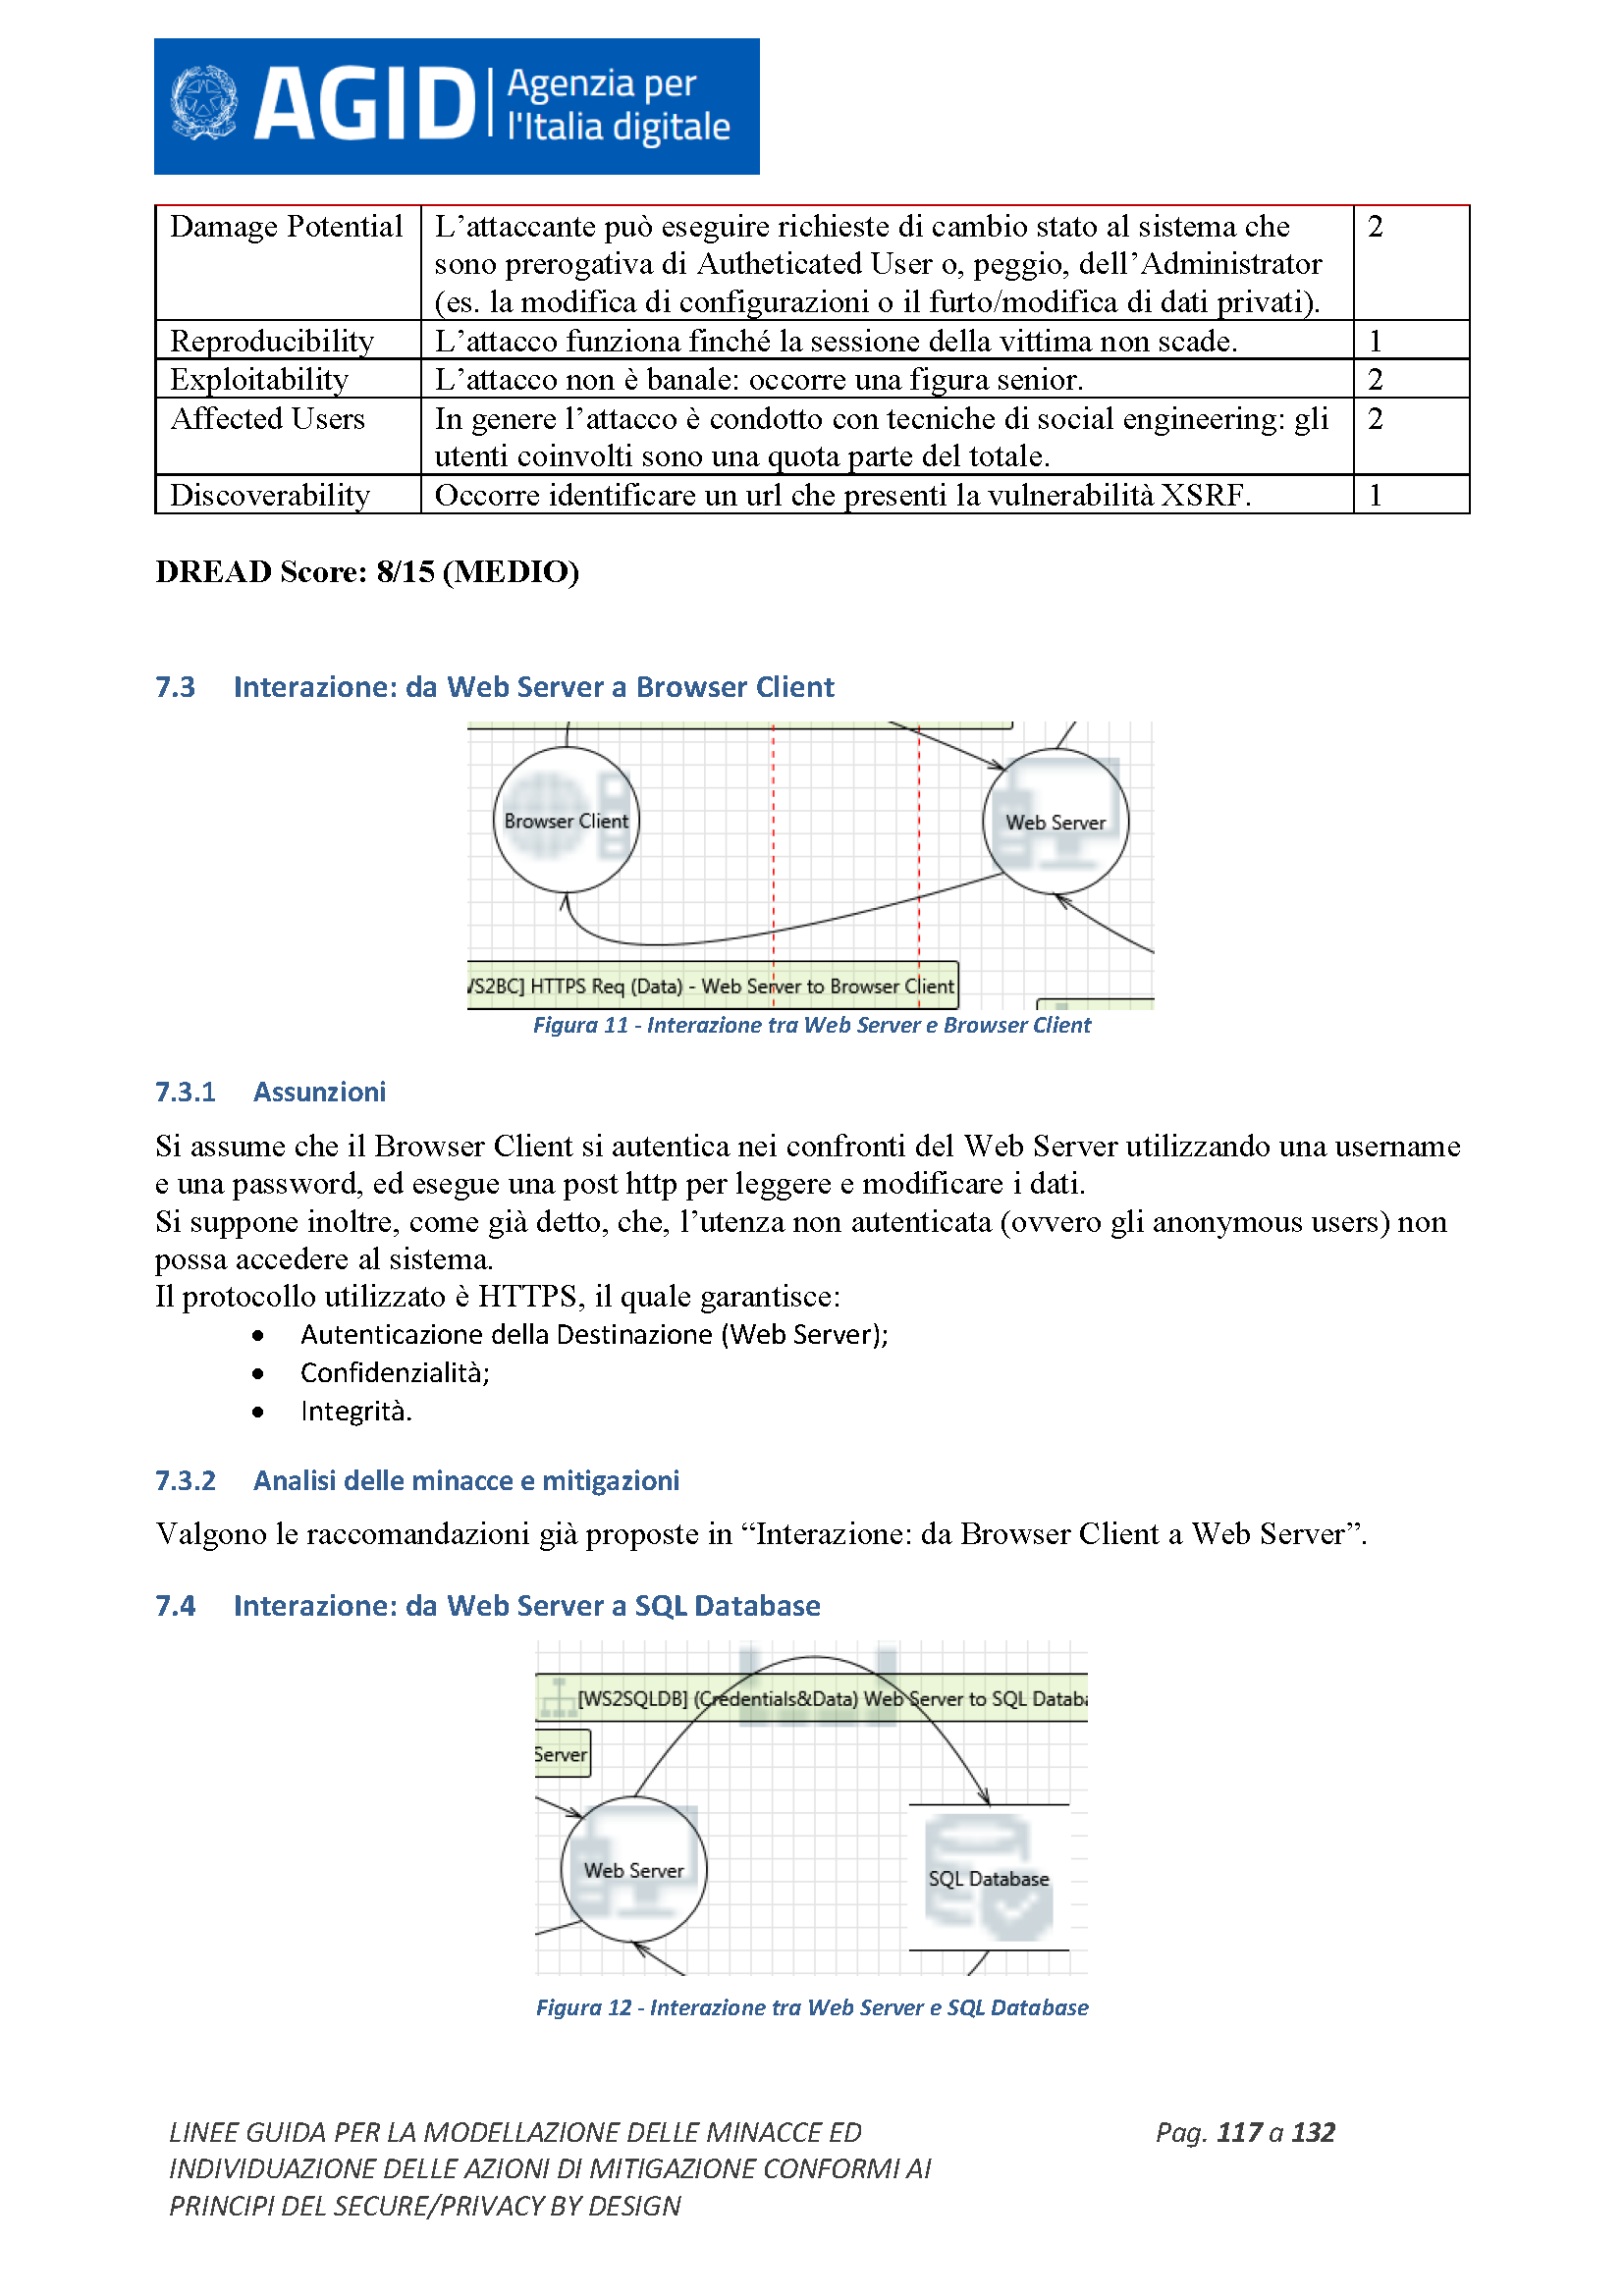 AGID
Agenzia per
l'Italia digitale
Damage Potential
L’attaccante può eseguire richieste di cambio stato al sistema che
sono prerogativa di Autheticated User o, peggio, dell’Administrator
(es. la modifica di configurazioni o il furto/modifica di dati privati).
2
Reproducibility
L’attacco funziona finché la sessione della vittima non scade.
1
Exploitability
L’attacco non è banale: occorre una figura senior.
2
Affected Users
In genere l’attacco è condotto con tecniche di social engineering: gli
utenti coinvolti sono una quota parte del totale.
2
Discoverability
Occorre identificare un url che presenti la vulnerabilità XSRF.
1
DREAD Score: 8/15 (MEDIO)
7.3 Interazione: da Web Server a Browser Client
Browser Client
Web Server
/S2BC] HTTPS Req (Data) - Web Server to Browser Client
Figura 11 - Interazione tra Web Server e Browser Client
7.3.1 Assunzioni
Si assume che il Browser Client si autentica nei confronti del Web Server utilizzando una username
e una password, ed esegue una post http per leggere e modificare i dati.
Si suppone inoltre, come già detto, che, l’utenza non autenticata (ovvero gli anonymous users) non
possa accedere al sistema.
Il protocollo utilizzato è HTTPS, il quale garantisce:
• Autenticazione della Destinazione (Web Server);
• Confidenzialità;
• Integrità.
7.3.2 Analisi delle minacce e mitigazioni
Valgono le raccomandazioni già proposte in “Interazione: da Browser Client a Web Server”.
7.4 Interazione: da Web Server a SQL Database
[WS2SQLDB] (Credentials&Data) Web Server to SQL Databa
Server
Web Server
SQL Database
Figura 12 - Interazione tra Web Server e SQL Database
LINEE GUIDA PER LA MODELLAZIONE DELLE MINACCE ED
INDIVIDUAZIONE DELLE AZIONI DI MITIGAZIONE CONFORMI AI
PRINCIPI DEL SECURE/PRIVACY BY DESIGN
Pag. 117 a 132